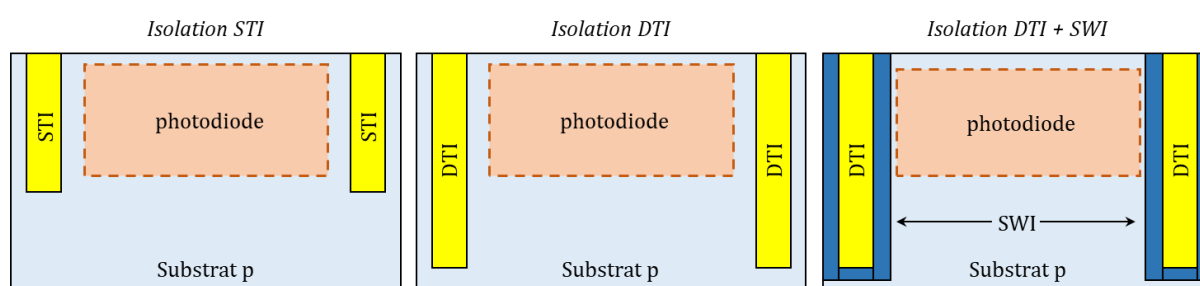 Isolation STI
STI
photodiode
STI
Substrat p
Isolation DTI
DTI
photodiode
DTI
Substrat p
Isolation DTI + SWI
DTI
photodiode
DTI
SWI
Substrat p